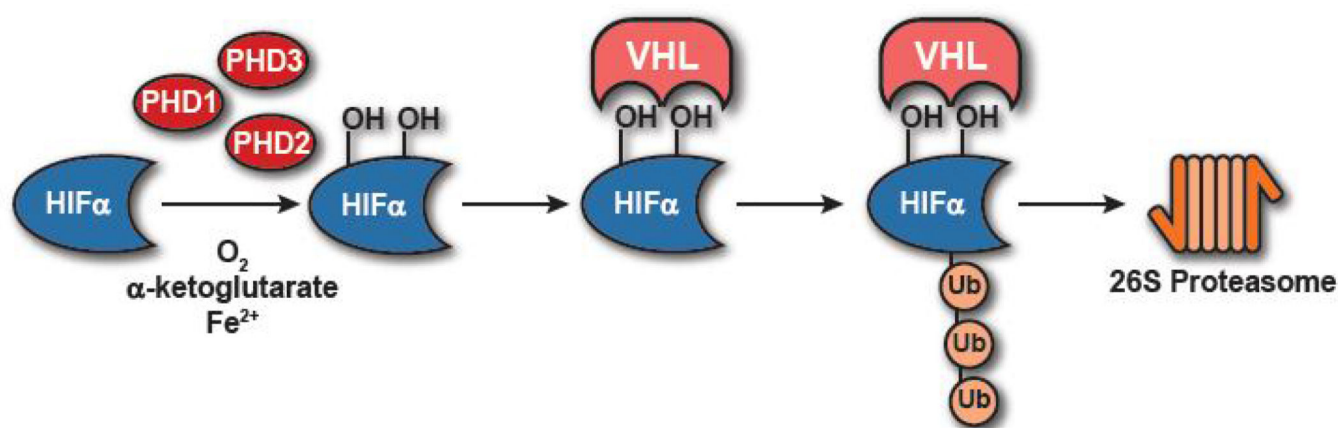 PHD3
PHD1
PHD2
HIFα
O₂
α-ketoglutarate
Fe²⁺
OH OH
HIFα
VHL
OH OH
HIFα
VHL
OH OH
HIFα
Ub
Ub
Ub
26S Proteasome